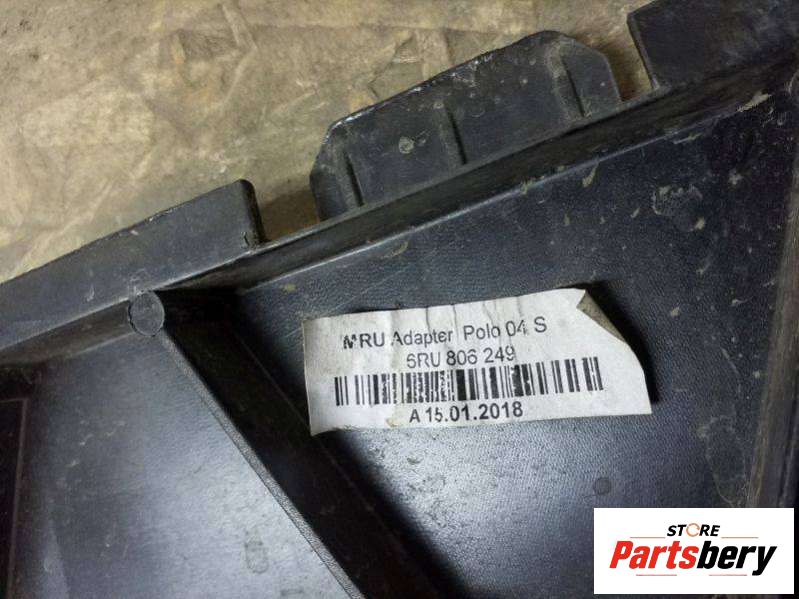 MRU Adapter Polo 04 S
6RU 806 249
A 15.01.2018
STORE
Partsbery